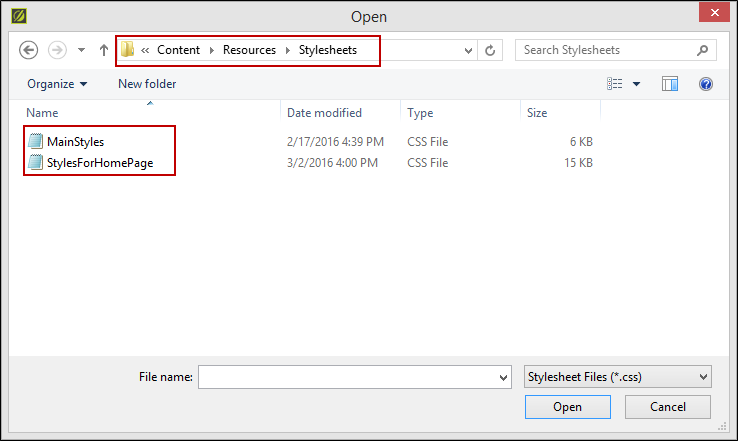 Open
« Content Resources Stylesheets Search Stylesheets
Organize New folder
Name Date modified Type Size
MainStyles 2/17/2016 4:39 PM CSS File 6 KB
StylesForHomePage 3/2/2016 4:00 PM CSS File 15 KB
File name: Stylesheet Files (*.css)
Open Cancel